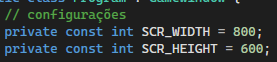 // configurações
private const int SCR_WIDTH = 800;
private const int SCR_HEIGHT = 600;